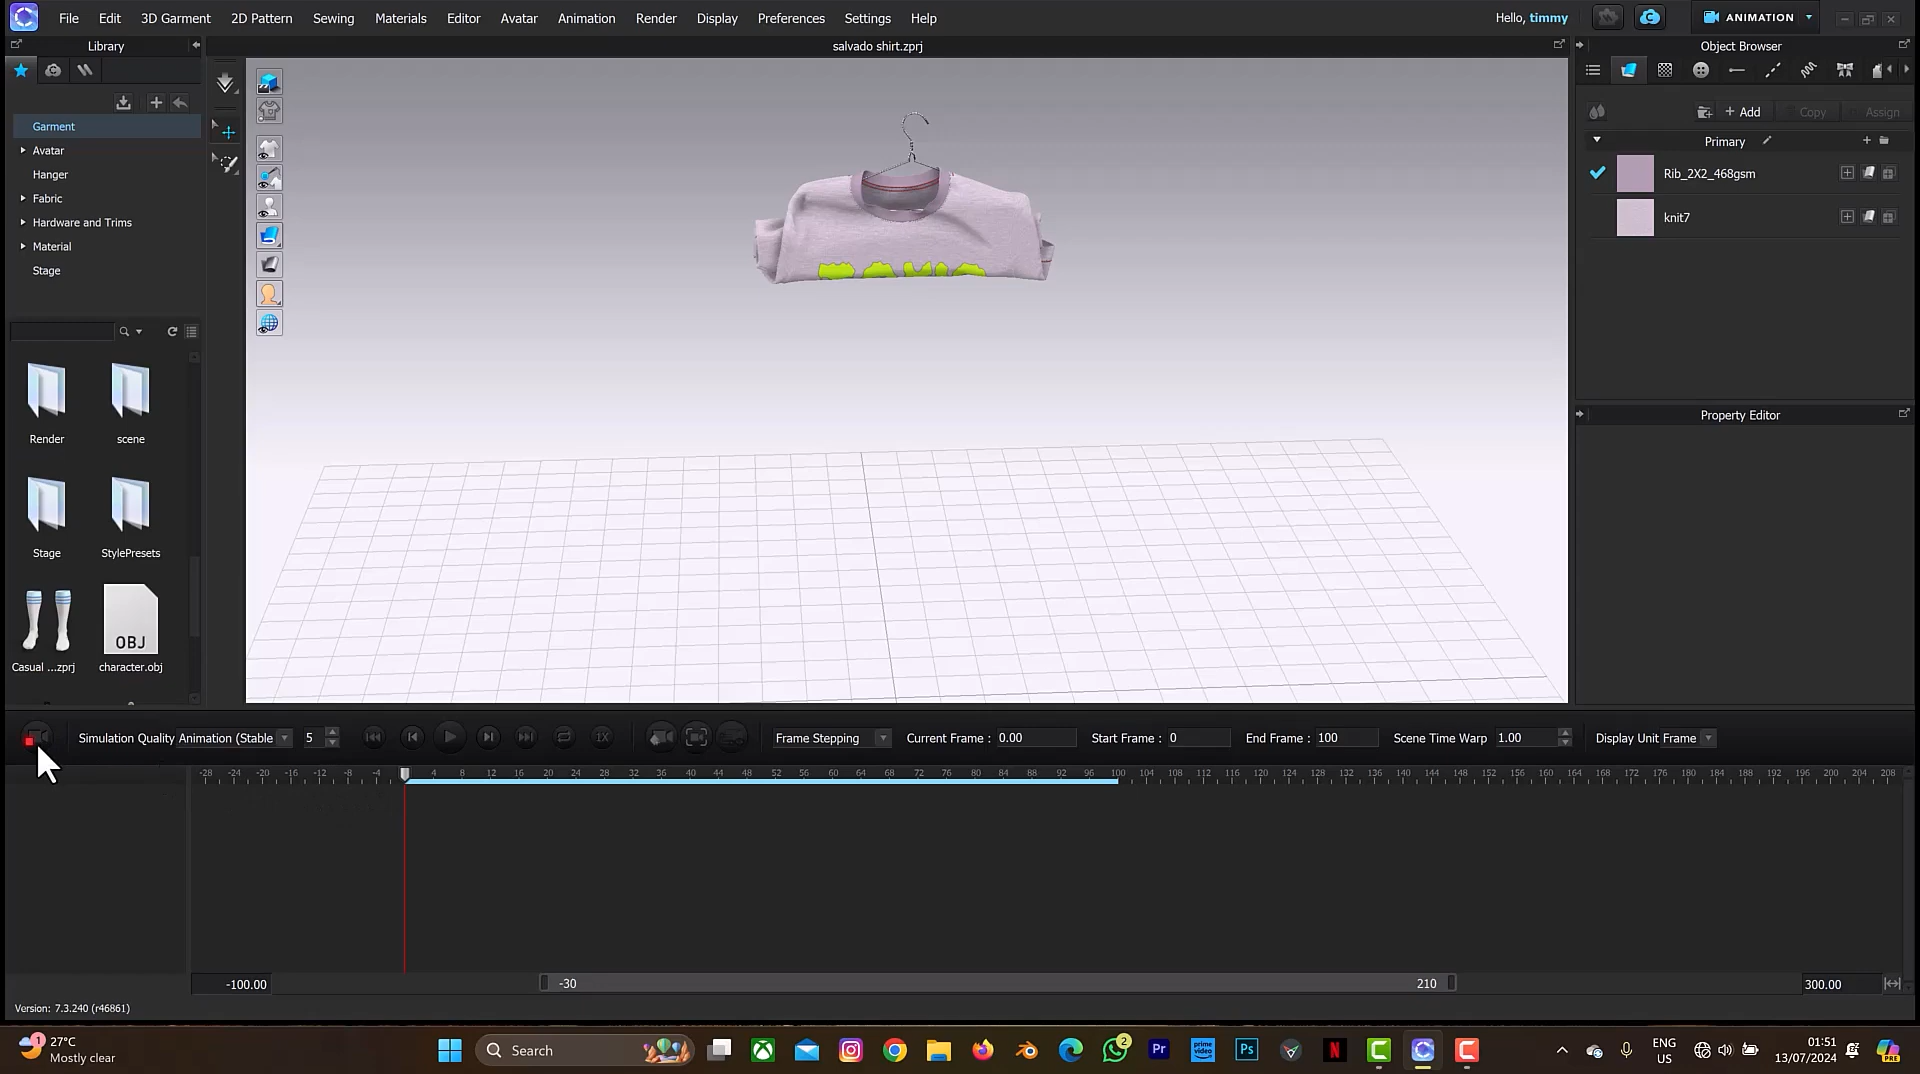 File Edit 3D Garment 2D Pattern Sewing Materials Editor Avatar Animation Render Display Preferences Settings Help
Hello, timmy
ANIMATION
Library
salvado shirt.zprj
Object Browser
+ Add Copy Assign
Primary
Rib_2X2_468gsm
knit7
Garment
Avatar
Hanger
Fabric
Hardware and Trims
Material
Stage
Render scene
Stage StylePresets
OBJ
Casual ...zprj character.obj
Property Editor
Simulation Quality Animation (Stable 5 1X Frame Stepping Current Frame : 0.00 Start Frame : 0 End Frame : 100 Scene Time Warp 1.00 Display Unit Frame
-28 -24 -20 -16 -12 -8 -4 4 8 12 16 20 24 28 32 36 40 44 48 52 56 60 64 68 72 76 80 84 88 92 96 100 104 108 112 116 120 124 128 132 136 140 144 148 152 156 160 164 168 172 176 180 184 188 192 196 200 204 208
-100.00 -30 210 300.00
Version: 7.3.240 (r46861)
1 27°C
Mostly clear
Search
2
Pr
prime video
Ps
N
ENG
US
01:51
13/07/2024
PRE